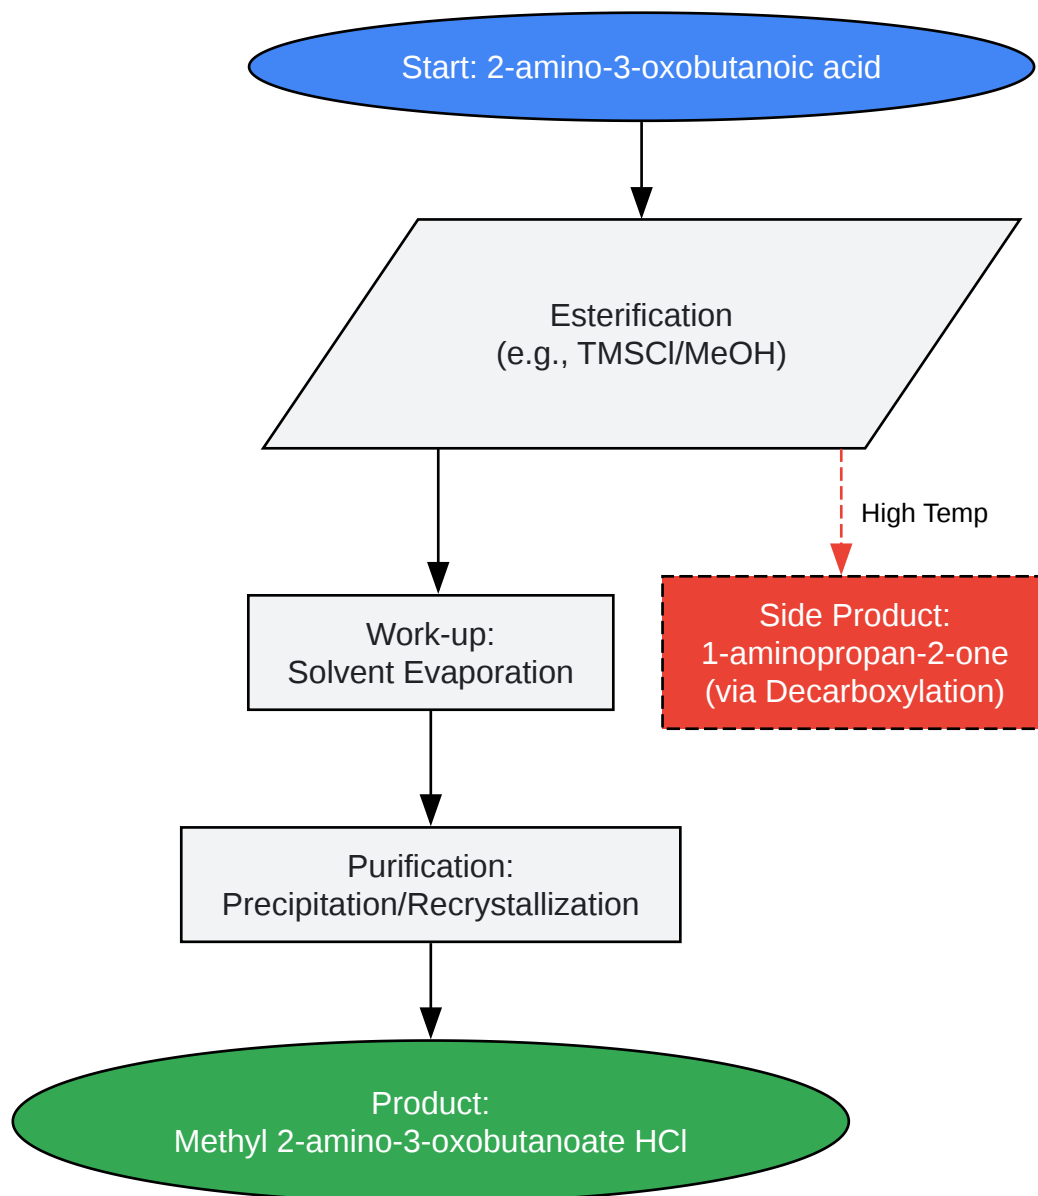 Start: 2-amino-3-oxobutanoic acid
Esterification
(e.g., TMSCl/MeOH)
High Temp
Work-up:
Solvent Evaporation
Side Product:
1-aminopropan-2-one
(via Decarboxylation)
Purification:
Precipitation/Recrystallization
Product:
Methyl 2-amino-3-oxobutanoate HCl